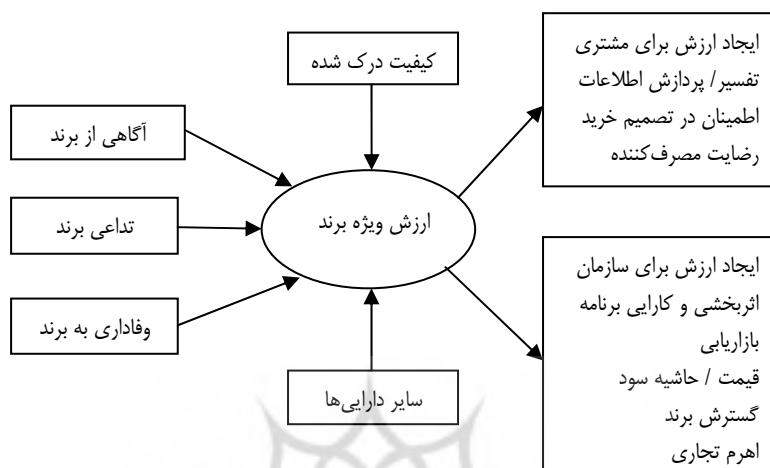 کیفیت درک شده
ایجاد ارزش برای مشتری
تفسیر/ پردازش اطلاعات
اطمینان در تصمیم خرید
رضایت مصرف‌کننده
آگاهی از برند
تداعی برند
وفاداری به برند
ارزش ویژه برند
سایر دارایی‌ها
ایجاد ارزش برای سازمان
اثربخشی و کارایی برنامه
بازاریابی
قیمت / حاشیه سود
گسترش برند
اهرم تجاری